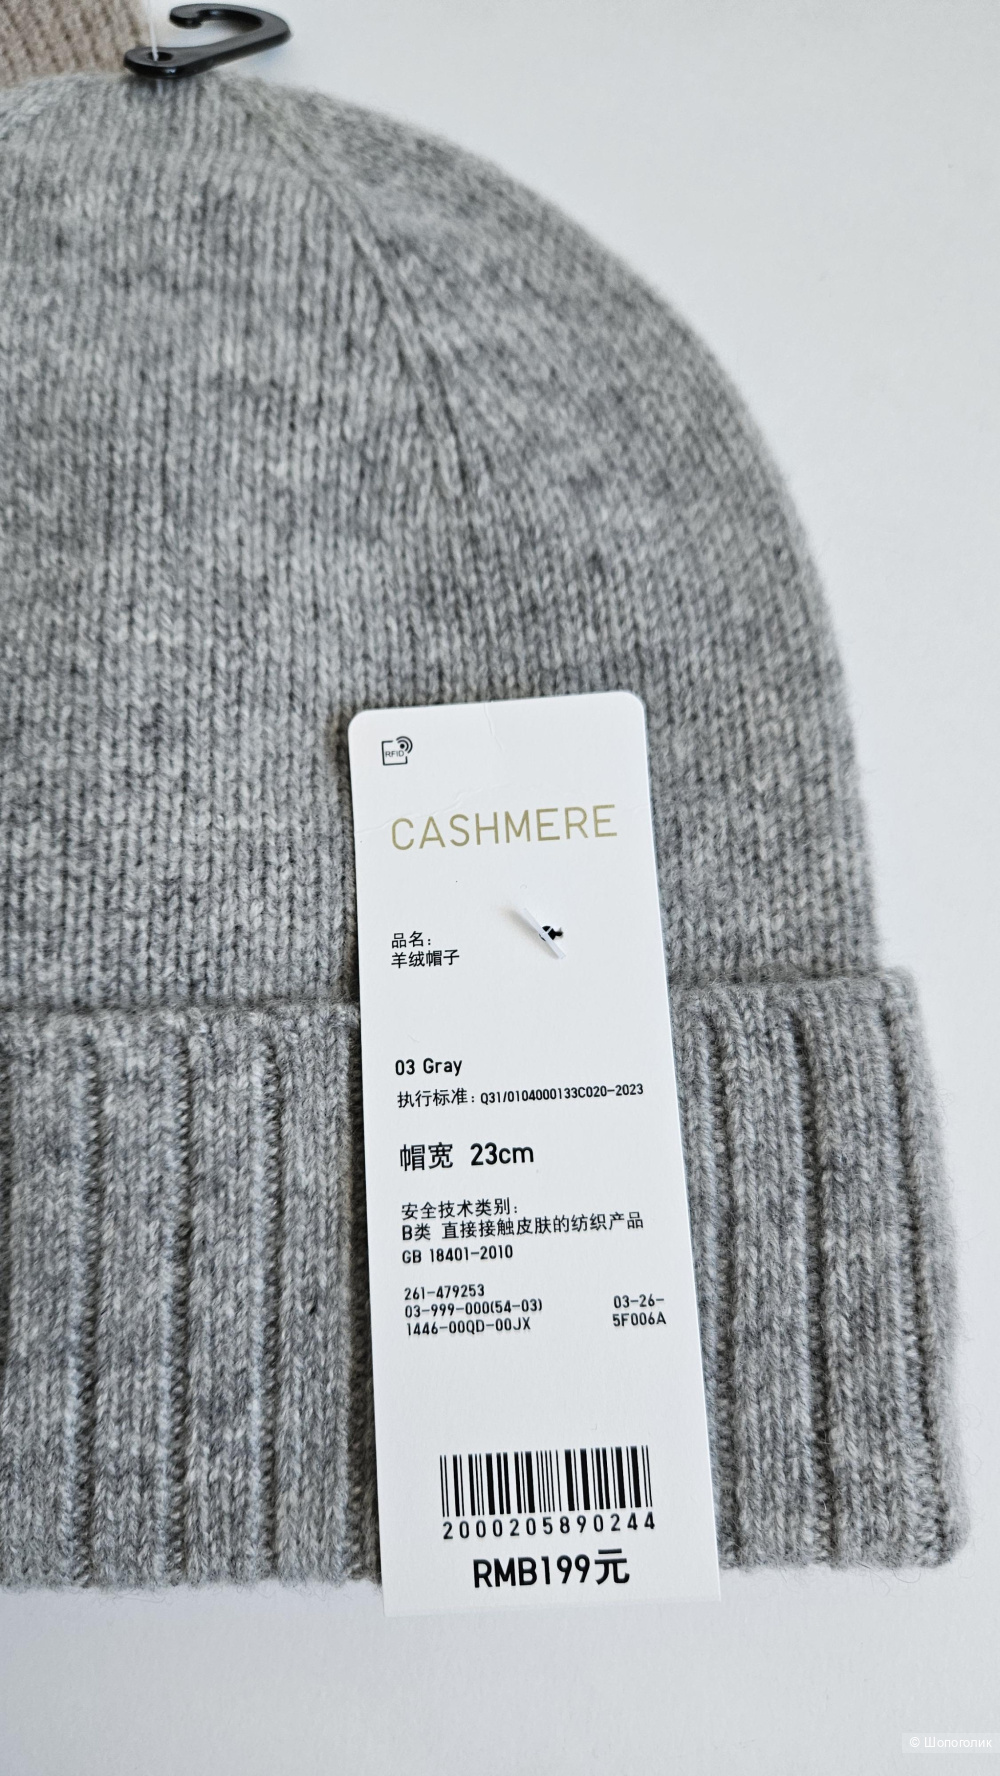 RFID
CASHMERE
品名:
羊绒帽子
03 Gray
执行标准: Q31/0104000133C020-2023
帽宽 23cm
安全技术类别:
B类 直接接触皮肤的纺织产品
GB 18401-2010
261-479253
03-999-000(54-03) 03-26-
1446-00QD-00JX 5F006A
2000205890244
RMB199元
© Шопоголик